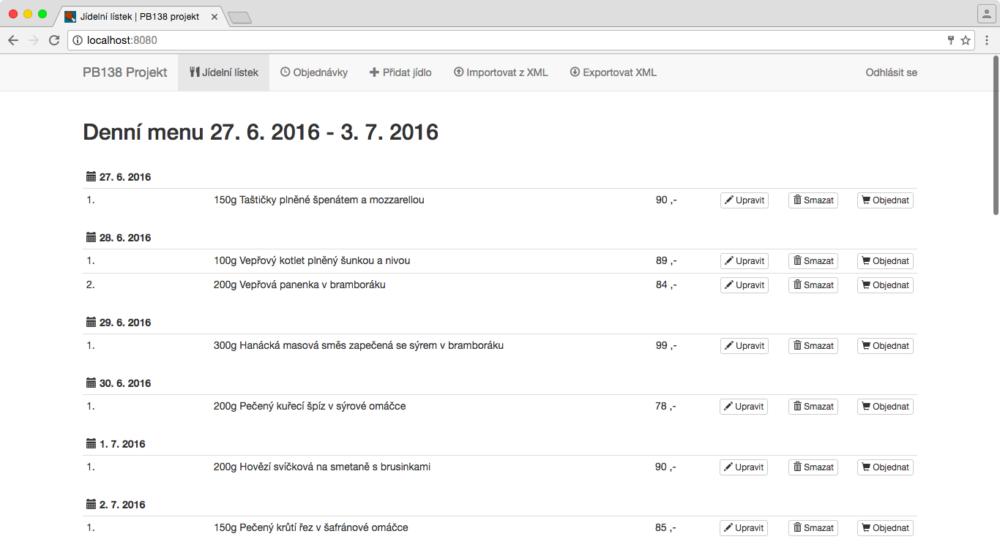 Jídelní lístek | PB138 projekt
localhost:8080
PB138 Projekt Jídelní lístek Objednávky Přidat jídlo Importovat z XML Exportovat XML Odhlásit se
Denní menu 27. 6. 2016 - 3. 7. 2016
27. 6. 2016
1. 150g Taštičky plněné špenátem a mozzarellou 90 ,- Upravit Smazat Objednat
28. 6. 2016
1. 100g Vepřový kotlet plněný šunkou a nivou 89 ,- Upravit Smazat Objednat
2. 200g Vepřová panenka v bramboráku 84 ,- Upravit Smazat Objednat
29. 6. 2016
1. 300g Hanácká masová směs zapečená se sýrem v bramboráku 99 ,- Upravit Smazat Objednat
30. 6. 2016
1. 200g Pečený kuřecí špíz v sýrové omáčce 78 ,- Upravit Smazat Objednat
1. 7. 2016
1. 200g Hovězí svíčková na smetaně s brusinkami 90 ,- Upravit Smazat Objednat
2. 7. 2016
1. 150g Pečený krůtí řez v šafránové omáčce 85 ,- Upravit Smazat Objednat